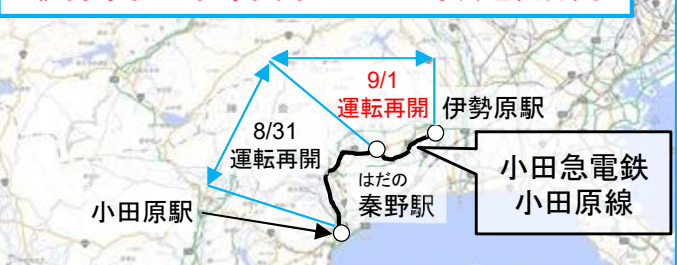 9/1
運転再開
伊勢原駅
8/31
運転再開
はだの
秦野駅
小田急電鉄
小田原線
小田原駅